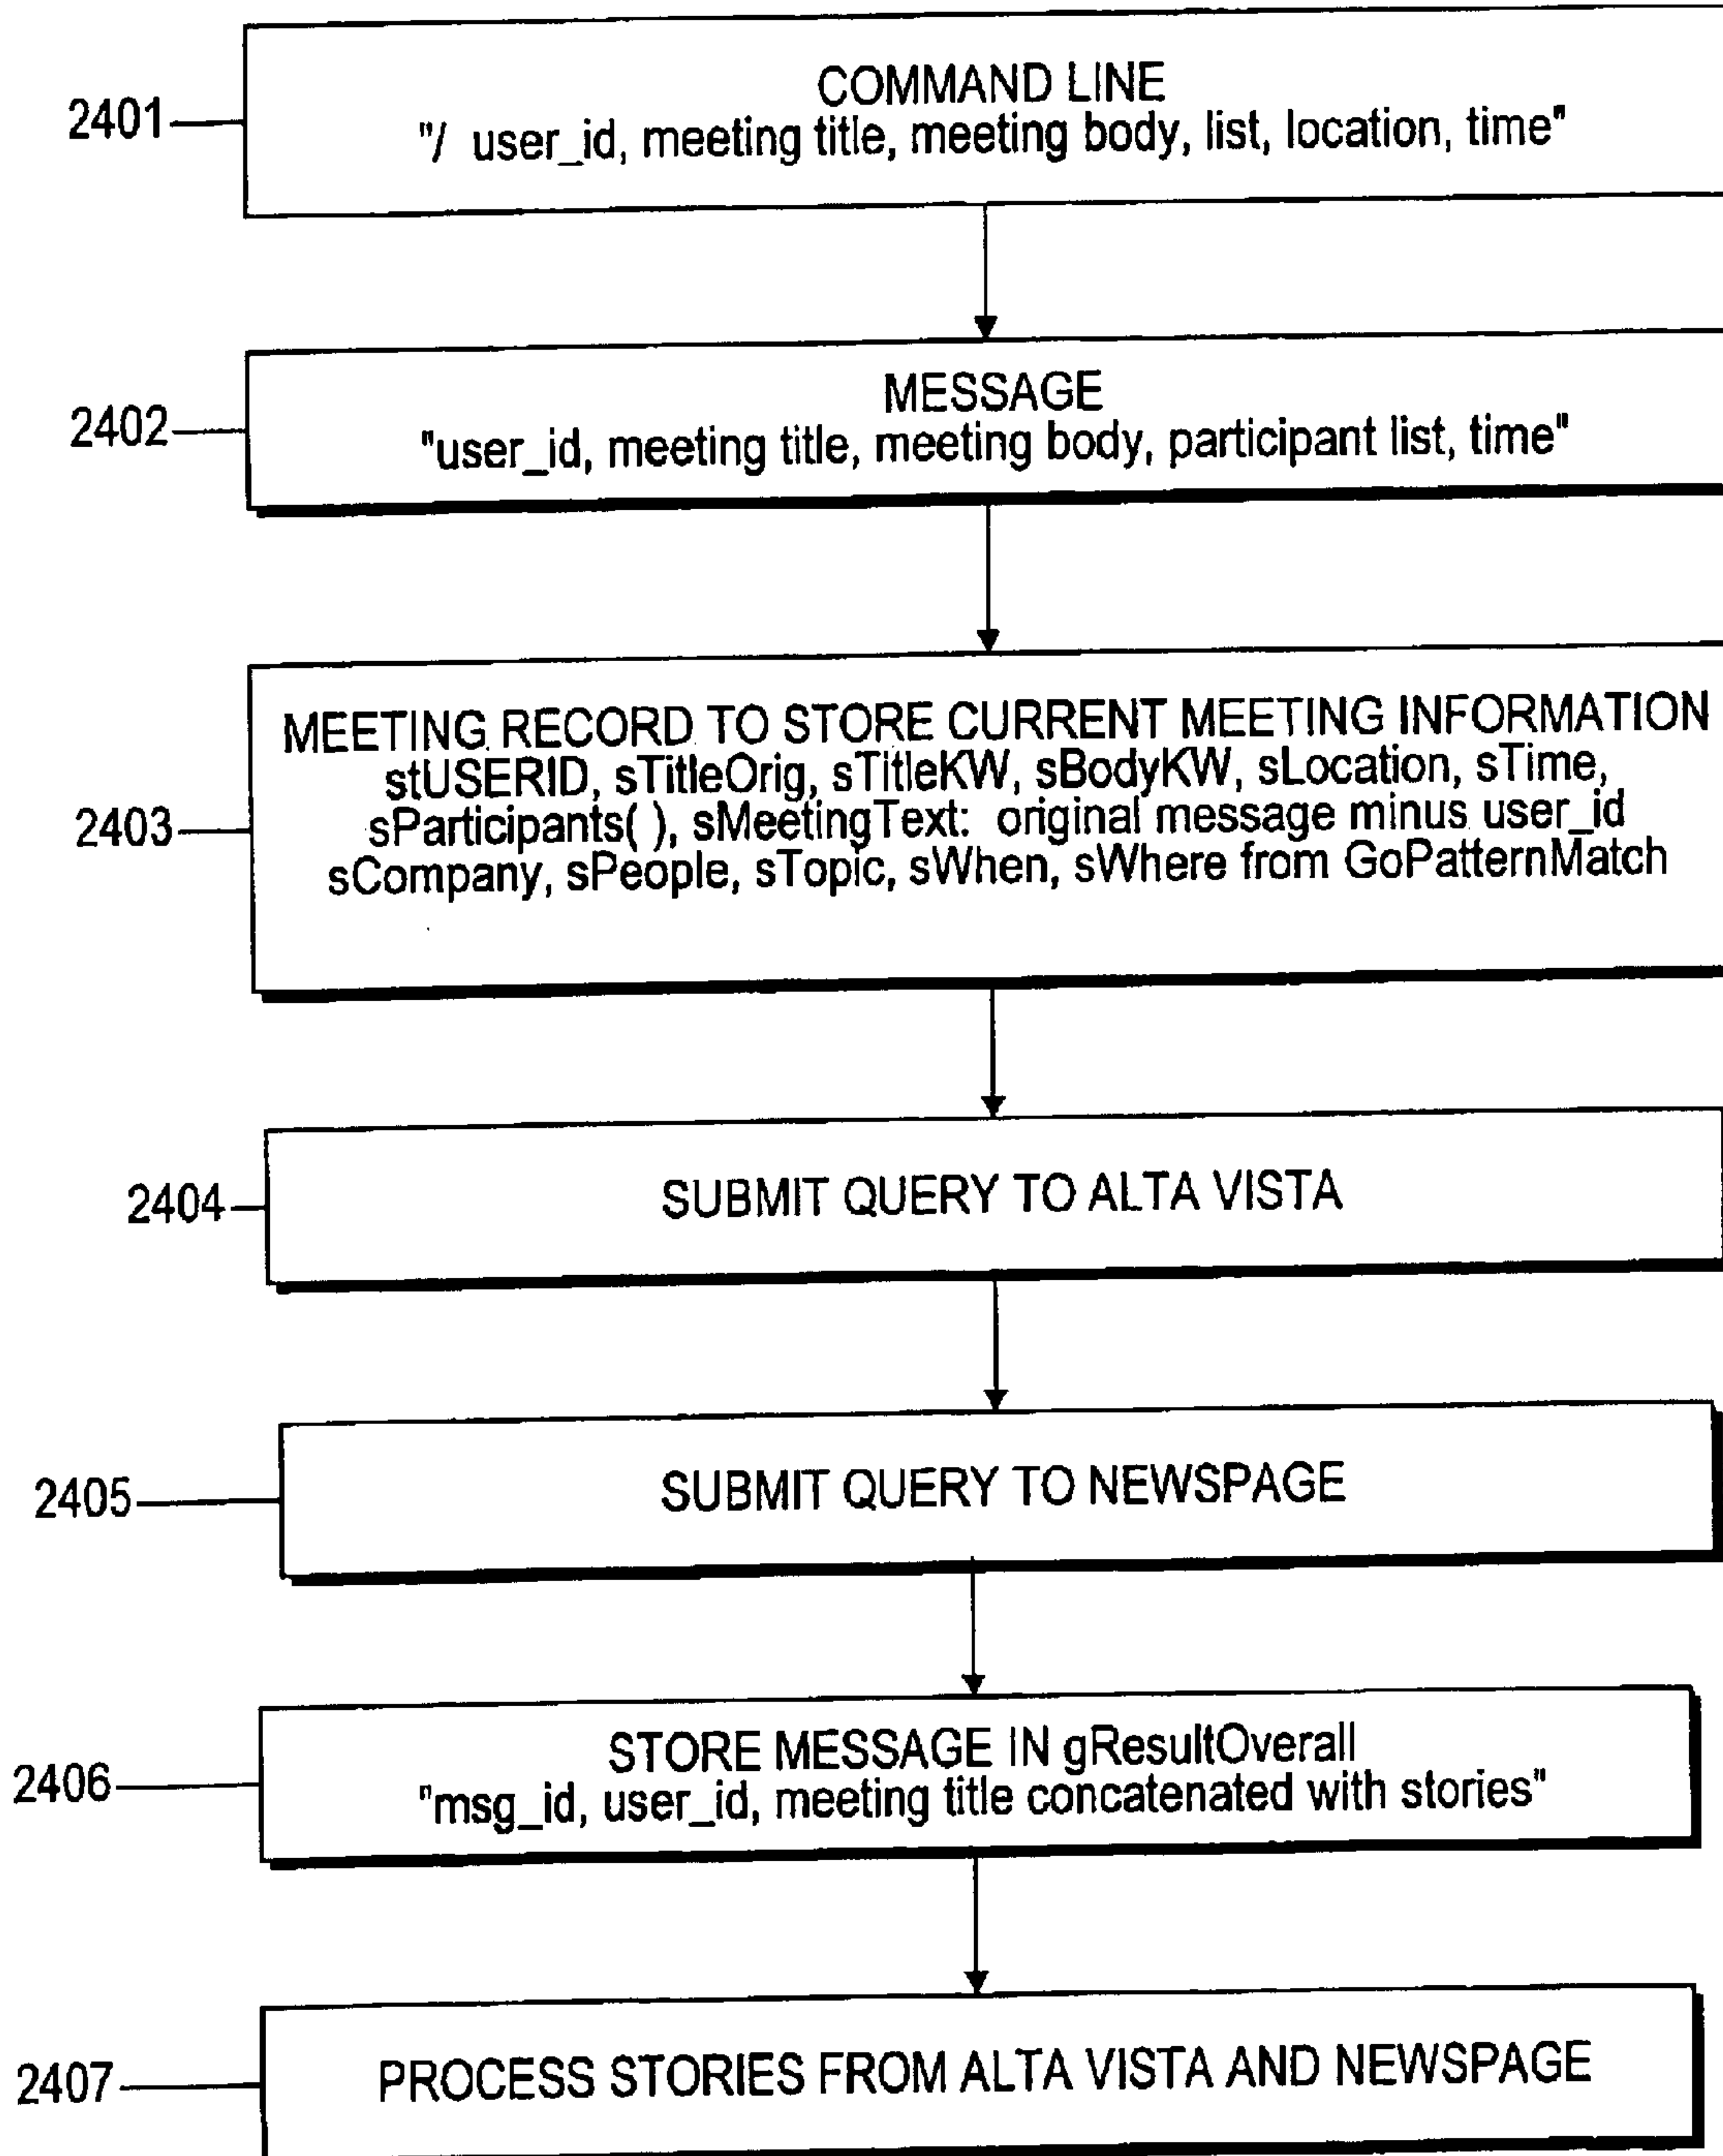 COMMAND LINE
2401
"/ user_id, meeting title, meeting body, list, location, time"
MESSAGE
2402
"user_id, meeting title, meeting body, participant list, time"
MEETING RECORD TO STORE CURRENT MEETING INFORMATION
stUSERID, sTitleOrig, sTitleKW, sBodyKW, sLocation, sTime,
2403
sParticipants( ), sMeetingText: original message minus user_id
sCompany, sPeople, sTopic, sWhen, sWhere from GoPatternMatch
2404
SUBMIT QUERY TO ALTA VISTA
2405
SUBMIT QUERY TO NEWSPAGE
STORE MESSAGE IN gResultOverall
2406
"msg_id, user_id, meeting title concatenated with stories"
2407
PROCESS STORIES FROM ALTA VISTA AND NEWSPAGE